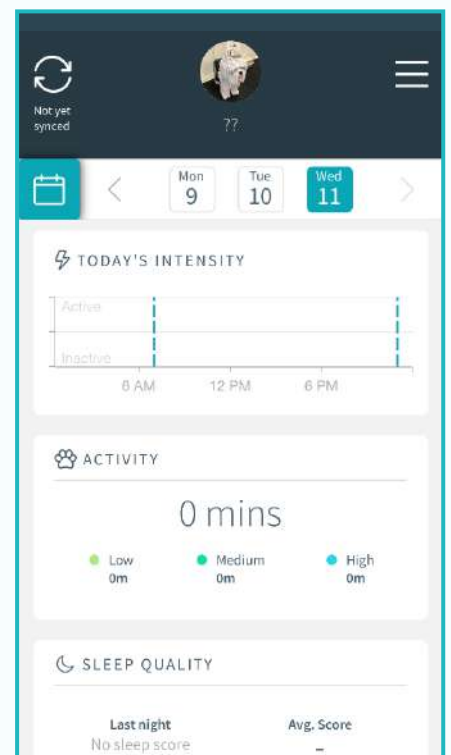 Not yet
synced
??
Mon Tue Wed
9 10 11
TODAY'S INTENSITY
Active
Inactive
6 AM 12 PM 6 PM
ACTIVITY
0 mins
Low Medium High
0m 0m 0m
SLEEP QUALITY
Last night Avg. Score
No sleep score –